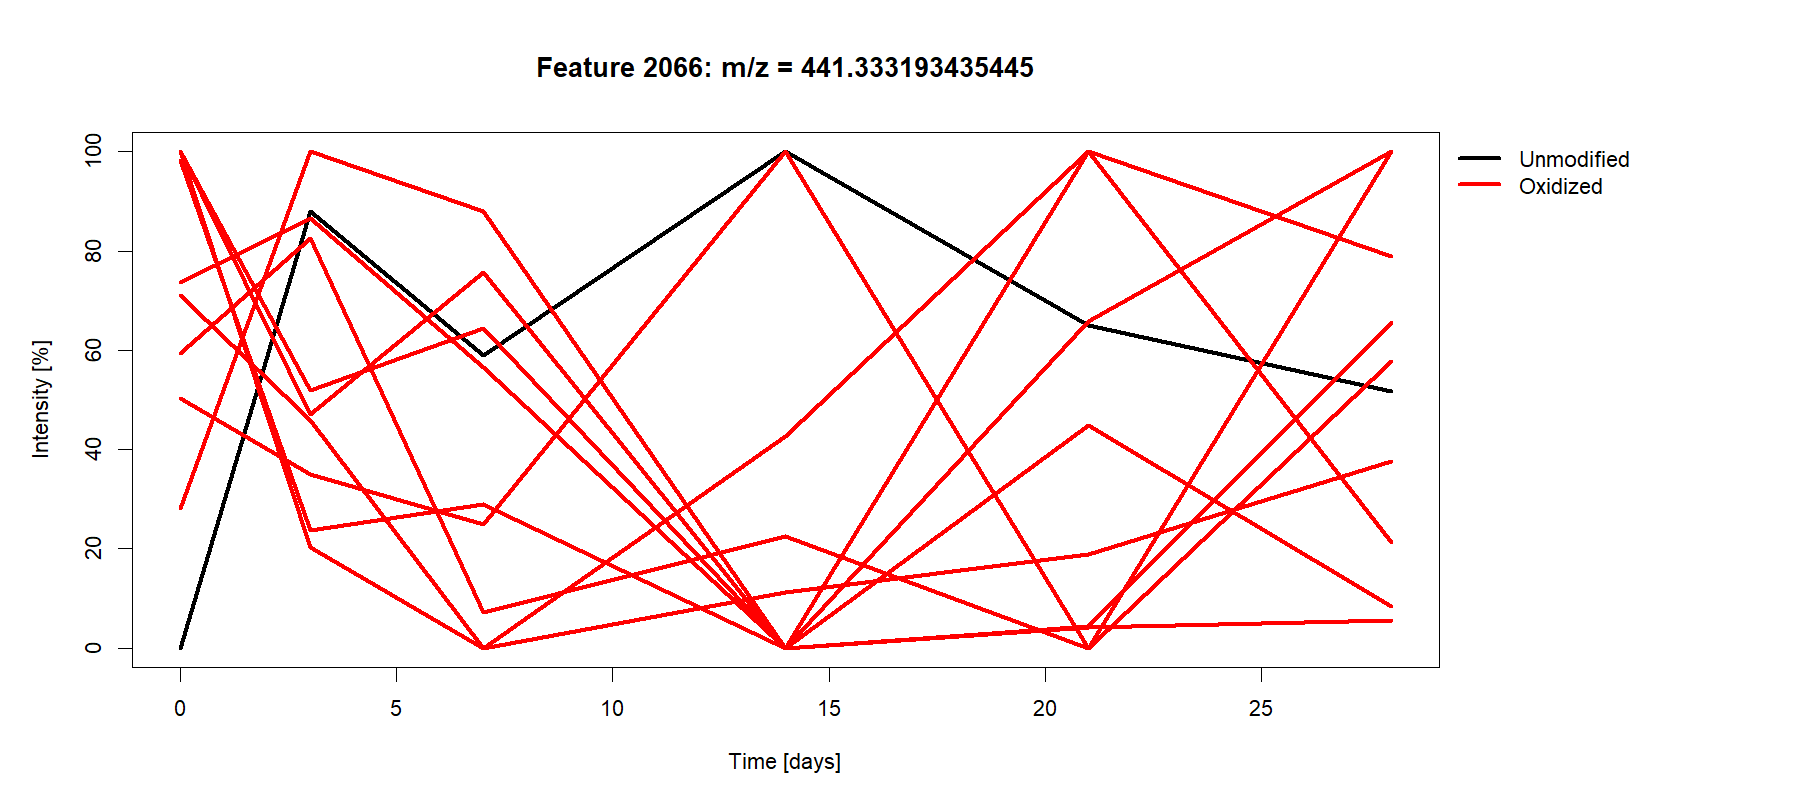 Feature 2066: m/z = 441.333193435445
Unmodified
Oxidized
Intensity [%]
100
80
60
40
20
0
0 5 10 15 20 25
Time [days]